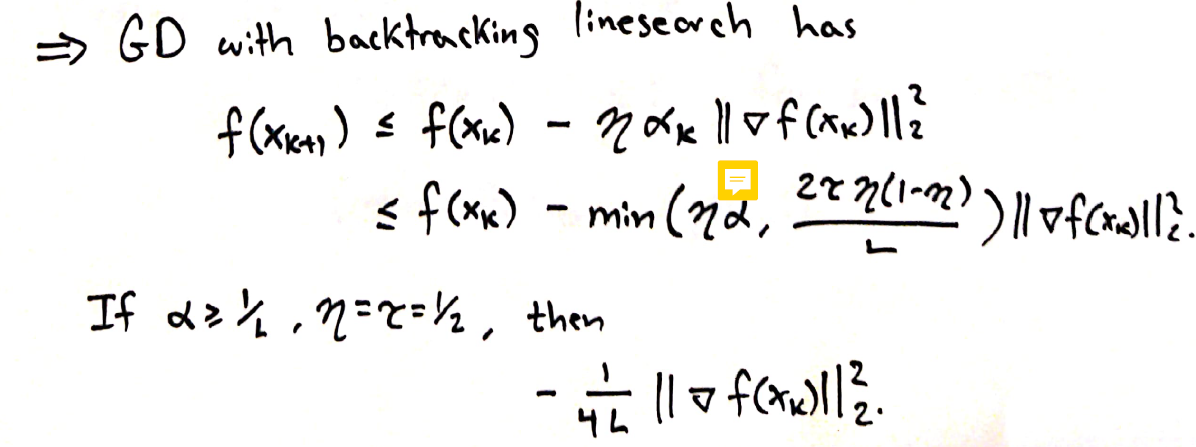 ⇒ GD with backtracking linesearch has
f(x_{k+1}) ≤ f(x_k) - η α_k ||∇f(x_k)||_2^2
≤ f(x_k) - min(η α, 2τη(1-η)/L) ||∇f(x_k)||_2^2.
If α ≥ 1/L, η=τ=1/2, then
- 1/4L ||∇f(x_k)||_2^2.